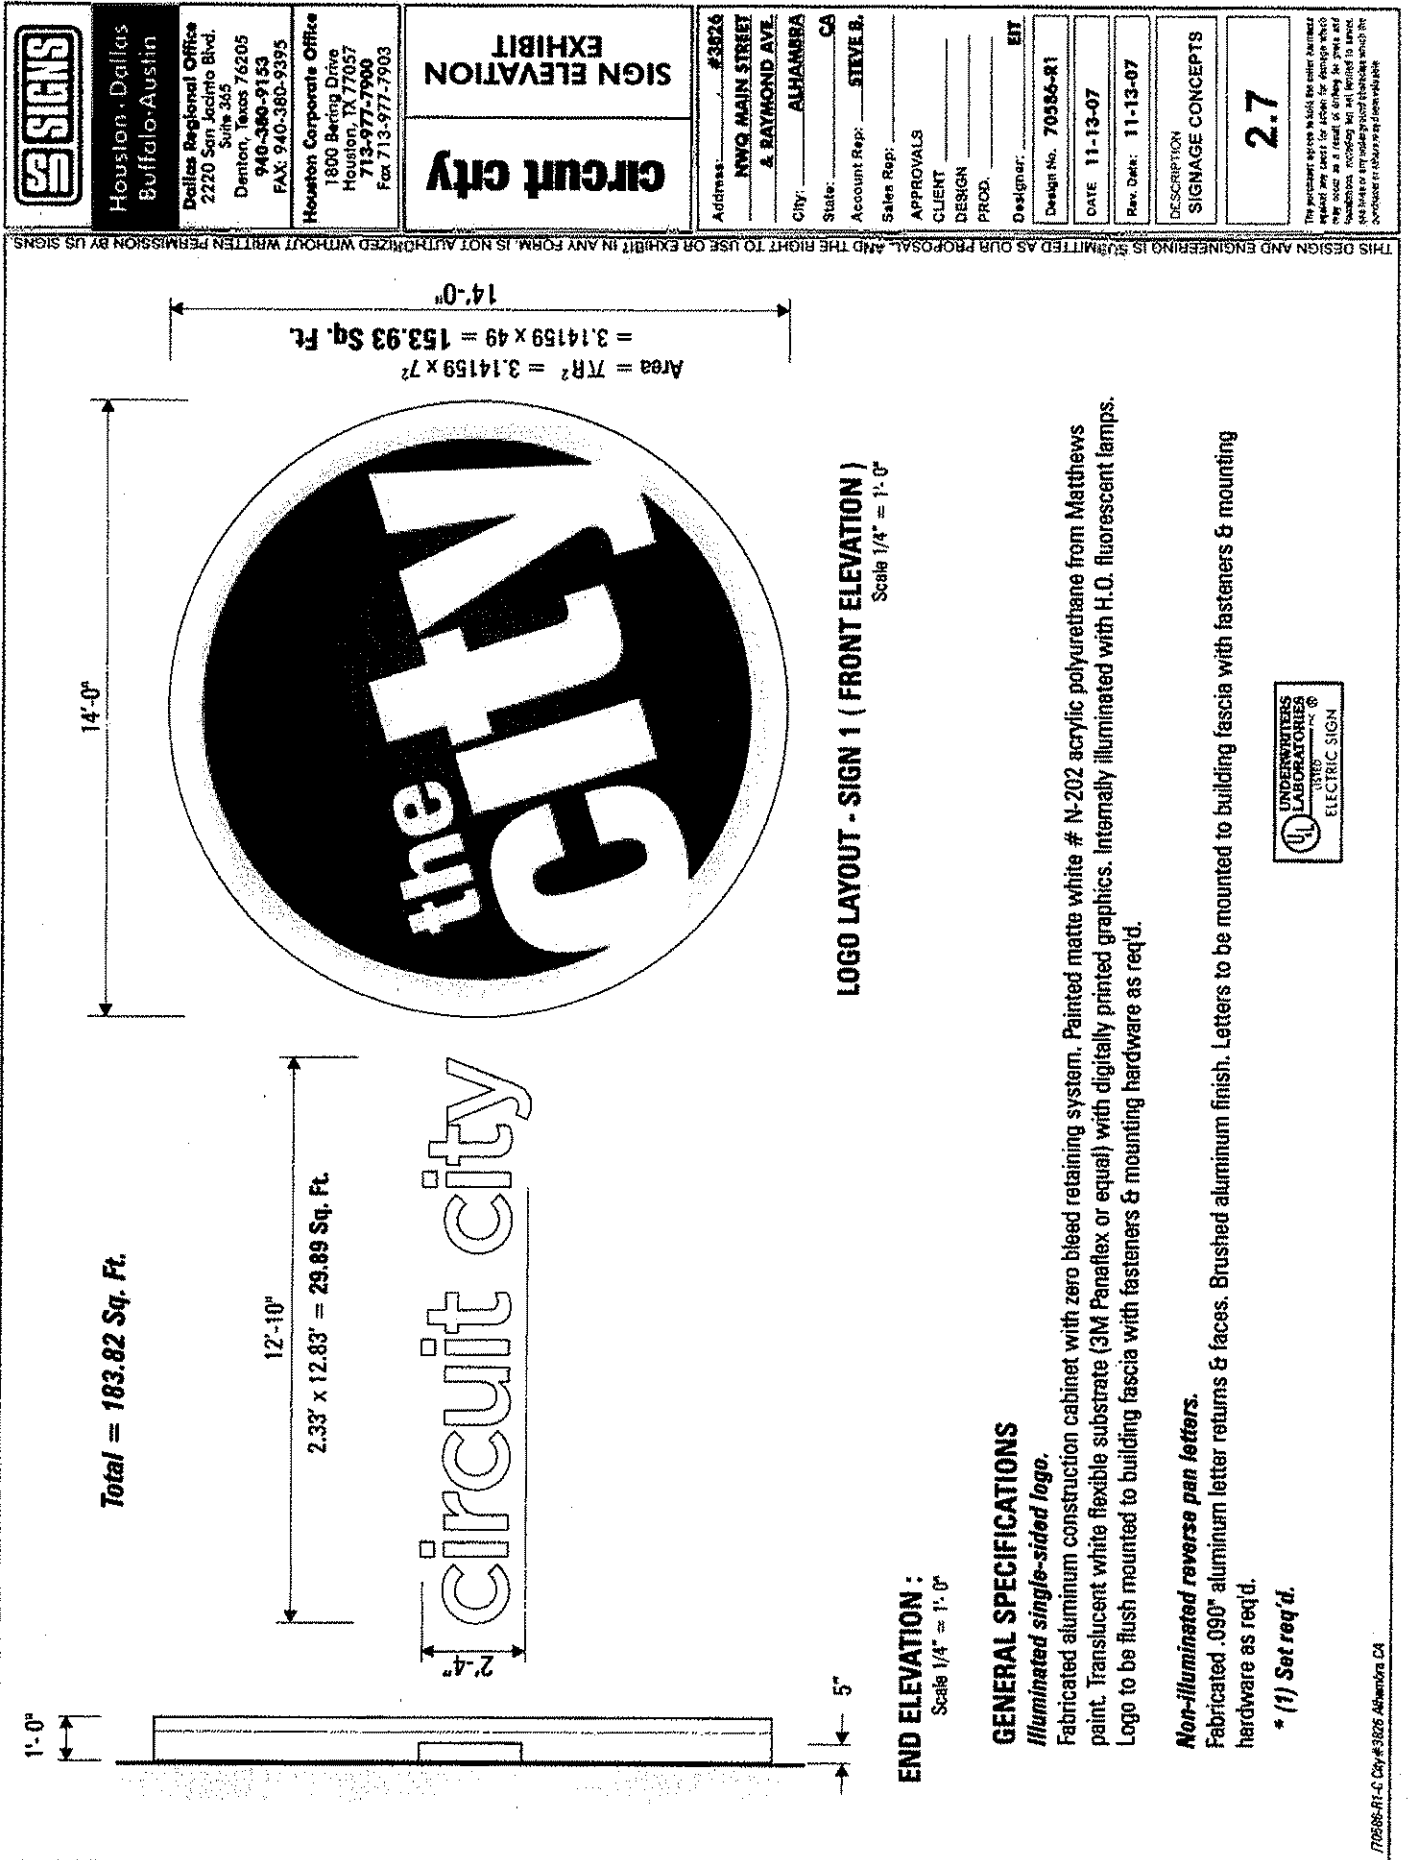 US SIGNS
Houston · Dallas
Buffalo · Austin
Dallas Regional Office
2220 San Jacinto Blvd.
Suite 365
Denton, Texas 76205
940-380-9153
FAX: 940-380-9395
Houston Corporate Office
1800 Bering Drive
Houston, TX 77057
713-977-7900
Fax 713-977-7903
SIGN ELEVATION
EXHIBIT
circuit city
Address: #3826
NWQ MAIN STREET
& RAYMOND AVE.
City: ALHAMBRA
State: CA
Account Rep: STEVE B.
Sales Rep:
APPROVALS
CLIENT
DESIGN
PROD.
Designer: EIT
Design No. 70586-R1
DATE 11-13-07
Rev. Date: 11-13-07
DESCRIPTION
SIGNAGE CONCEPTS
2.7
THIS DESIGN AND ENGINEERING IS SUBMITTED AS OUR PROPOSAL AND THE RIGHT TO USE OR EXHIBIT IN ANY FORM, IS NOT AUTHORIZED WITHOUT WRITTEN PERMISSION BY US SIGNS
Total = 183.82 Sq. Ft.
14'-0"
14'-0"
Area = πR² = 3.14159 x 7²
= 3.14159 x 49 = 153.93 Sq. Ft.
the
city
12'-10"
2.33' x 12.83' = 29.89 Sq. Ft.
circuit city
2'-4"
1'-0"
5"
LOGO LAYOUT - SIGN 1 ( FRONT ELEVATION )
Scale 1/4" = 1'-0"
END ELEVATION :
Scale 1/4" = 1'-0"
GENERAL SPECIFICATIONS
Illuminated single-sided logo.
Fabricated aluminum construction cabinet with zero bleed retaining system. Painted matte white # N-202 acrylic polyurethane from Matthews
paint. Translucent white flexible substrate (3M Panaflex or equal) with digitally printed graphics. Internally illuminated with H.O. fluorescent lamps.
Logo to be flush mounted to building fascia with fasteners & mounting hardware as req'd.
Non-illuminated reverse pan letters.
Fabricated .090" aluminum letter returns & faces. Brushed aluminum finish. Letters to be mounted to building fascia with fasteners & mounting
hardware as req'd.
* (1) Set req'd.
UL
UNDERWRITERS
LABORATORIES INC. ®
LISTED
ELECTRIC SIGN
/70586-R1-C City#3826 Alhambra CA